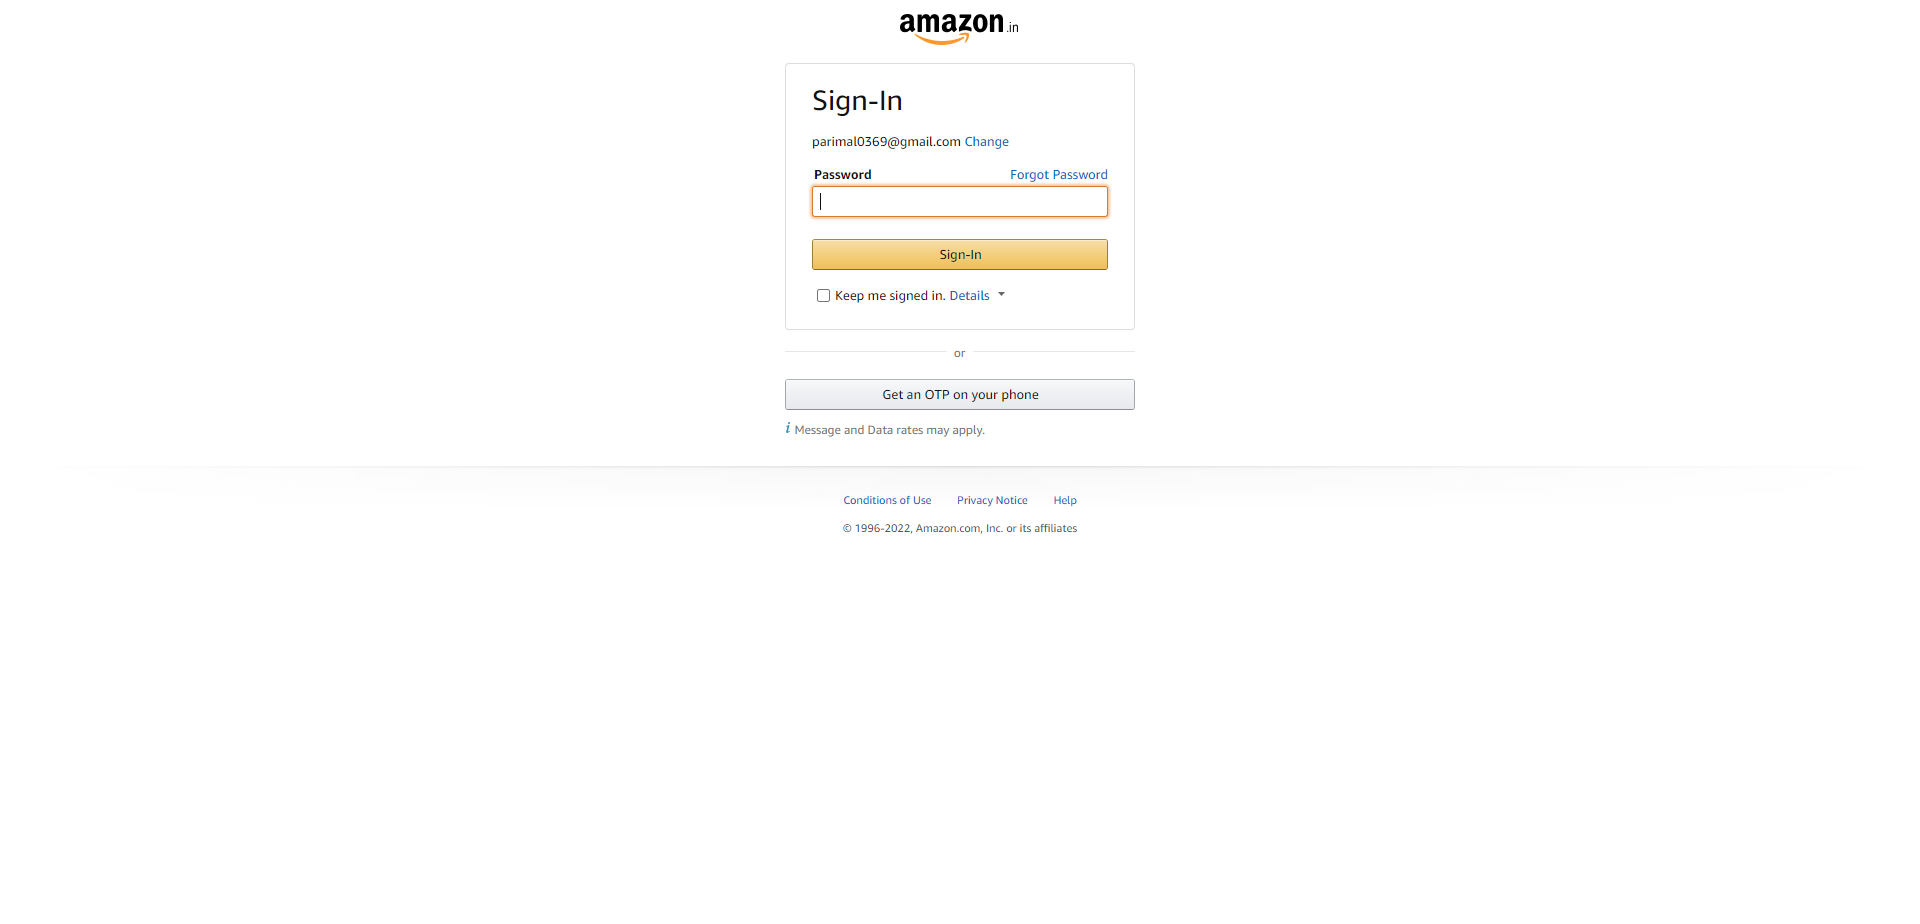 amazon.in
Sign-In
parimal0369@gmail.com Change
Password Forgot Password
Sign-In
Keep me signed in. Details
or
Get an OTP on your phone
i Message and Data rates may apply.
Conditions of Use Privacy Notice Help
© 1996-2022, Amazon.com, Inc. or its affiliates